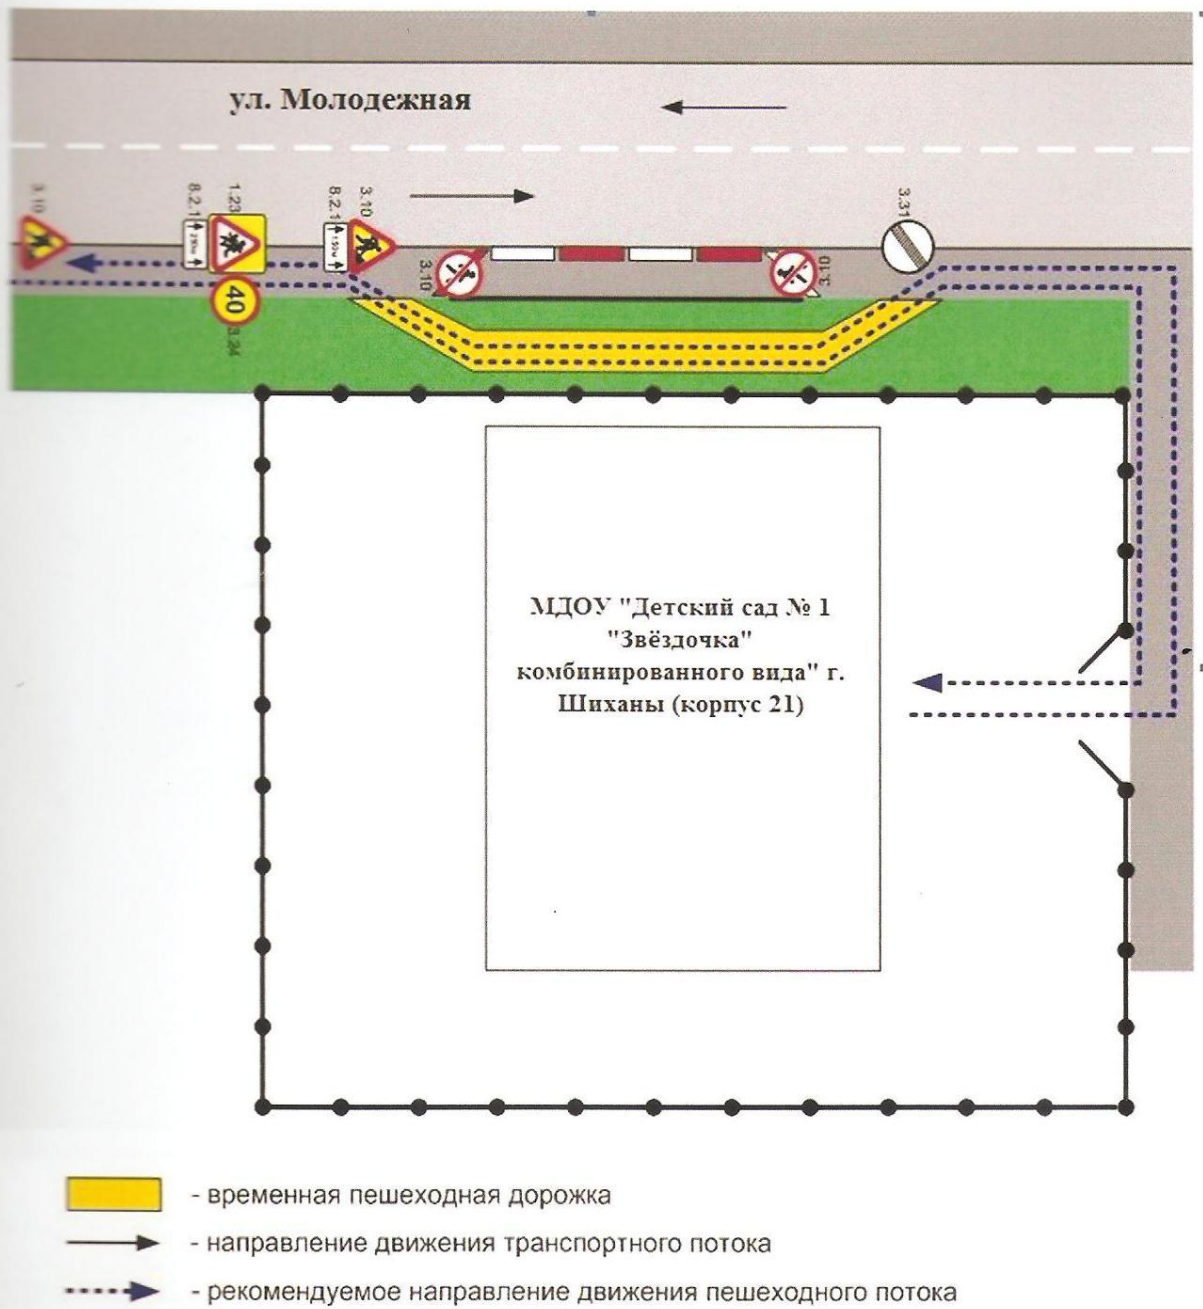 ул. Молодежная
3.10
8.2.1
1.23
40
3.24
8.2.1
150м
3.10
3.10
3.10
3.31
МДОУ "Детский сад № 1
"Звёздочка"
комбинированного вида" г.
Шиханы (корпус 21)
- временная пешеходная дорожка
- направление движения транспортного потока
- рекомендуемое направление движения пешеходного потока